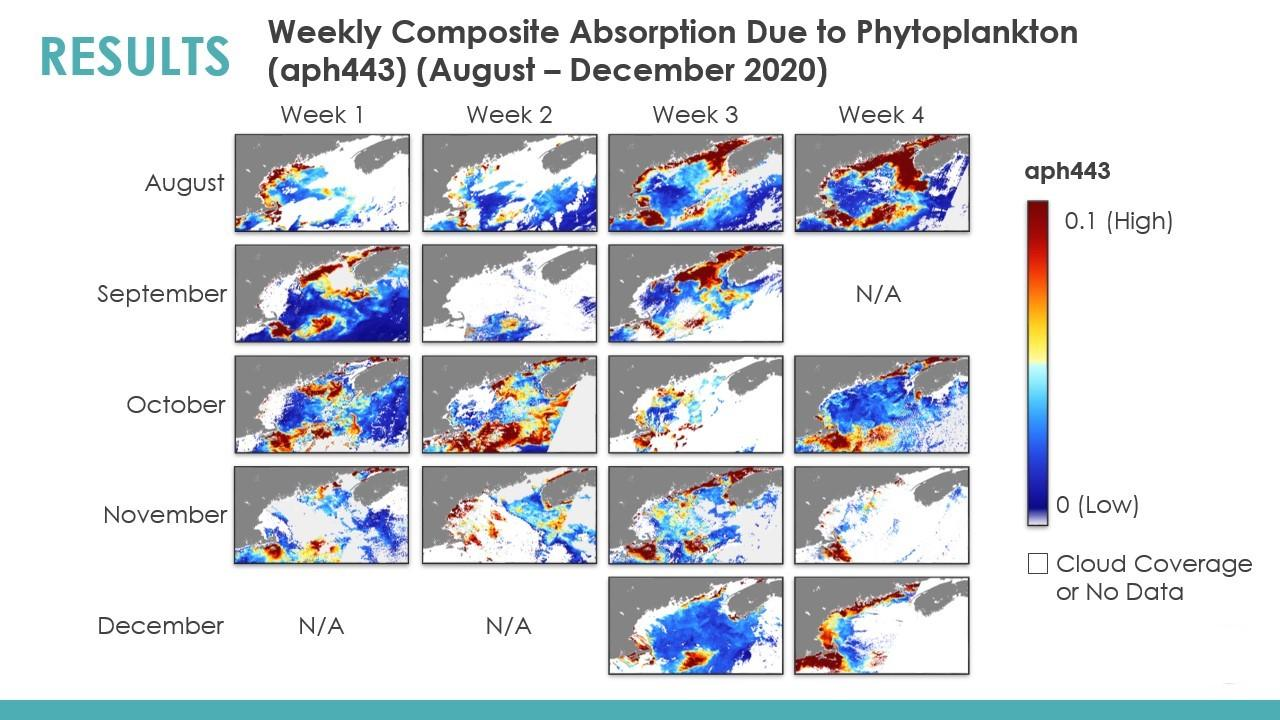 RESULTS
Weekly Composite Absorption Due to Phytoplankton
(aph443) (August – December 2020)
Week 1 Week 2 Week 3 Week 4
August
September N/A
October
November
December N/A N/A
aph443
0.1 (High)
0 (Low)
Cloud Coverage
or No Data